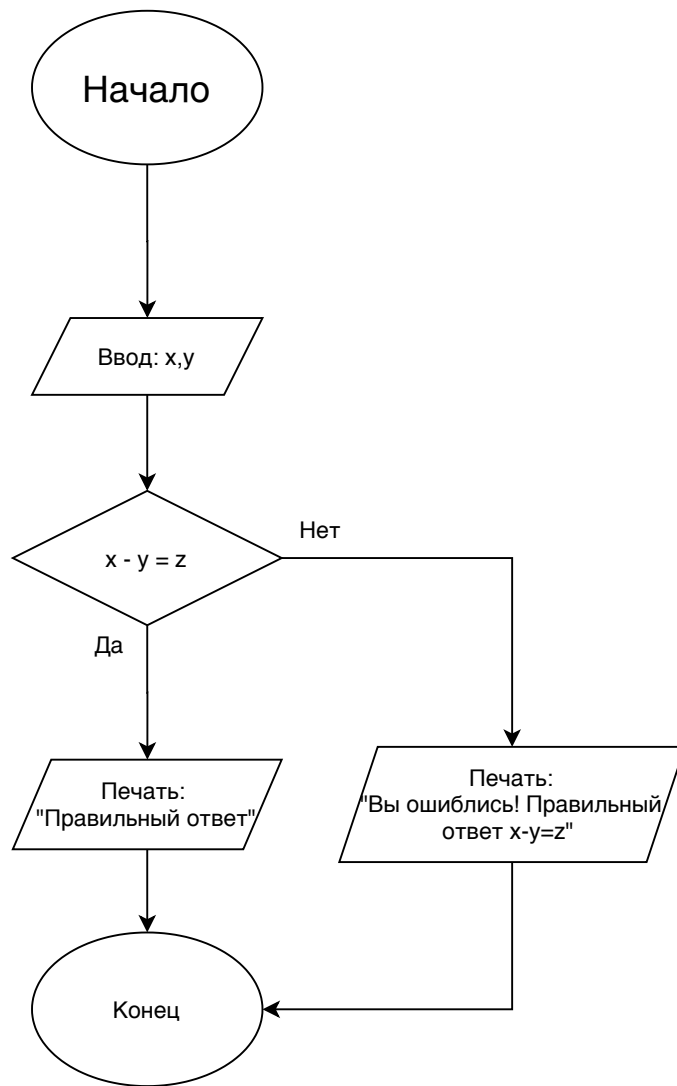 Начало
Ввод: x,y
x - y = z
Нет
Да
Печать:
"Правильный ответ"
Печать:
"Вы ошиблись! Правильный
ответ x-y=z"
Конец